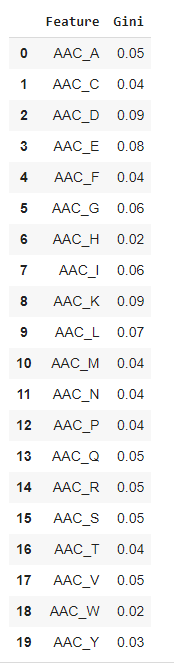 Feature Gini
0 AAC_A 0.05
1 AAC_C 0.04
2 AAC_D 0.09
3 AAC_E 0.08
4 AAC_F 0.04
5 AAC_G 0.06
6 AAC_H 0.02
7 AAC_I 0.06
8 AAC_K 0.09
9 AAC_L 0.07
10 AAC_M 0.04
11 AAC_N 0.04
12 AAC_P 0.04
13 AAC_Q 0.05
14 AAC_R 0.05
15 AAC_S 0.05
16 AAC_T 0.04
17 AAC_V 0.05
18 AAC_W 0.02
19 AAC_Y 0.03